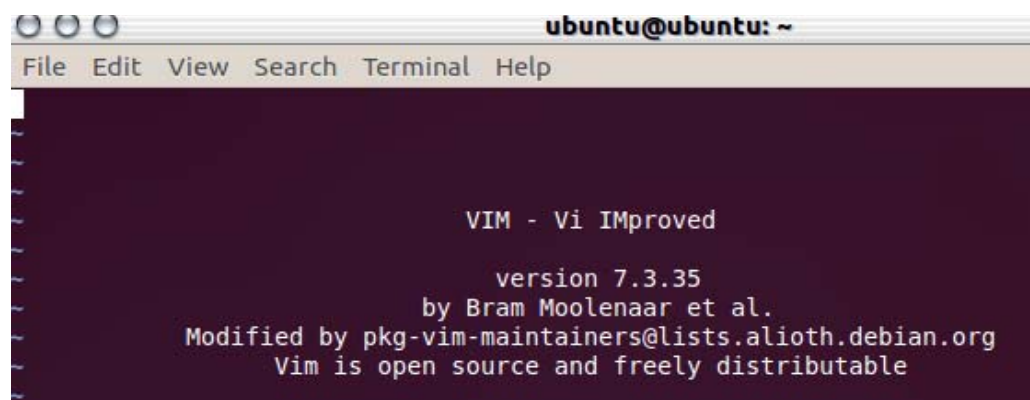 ubuntu@ubuntu: ~
File Edit View Search Terminal Help
~
~
~
~ VIM - Vi IMproved
~
~ version 7.3.35
~ by Bram Moolenaar et al.
~ Modified by pkg-vim-maintainers@lists.alioth.debian.org
~ Vim is open source and freely distributable
~